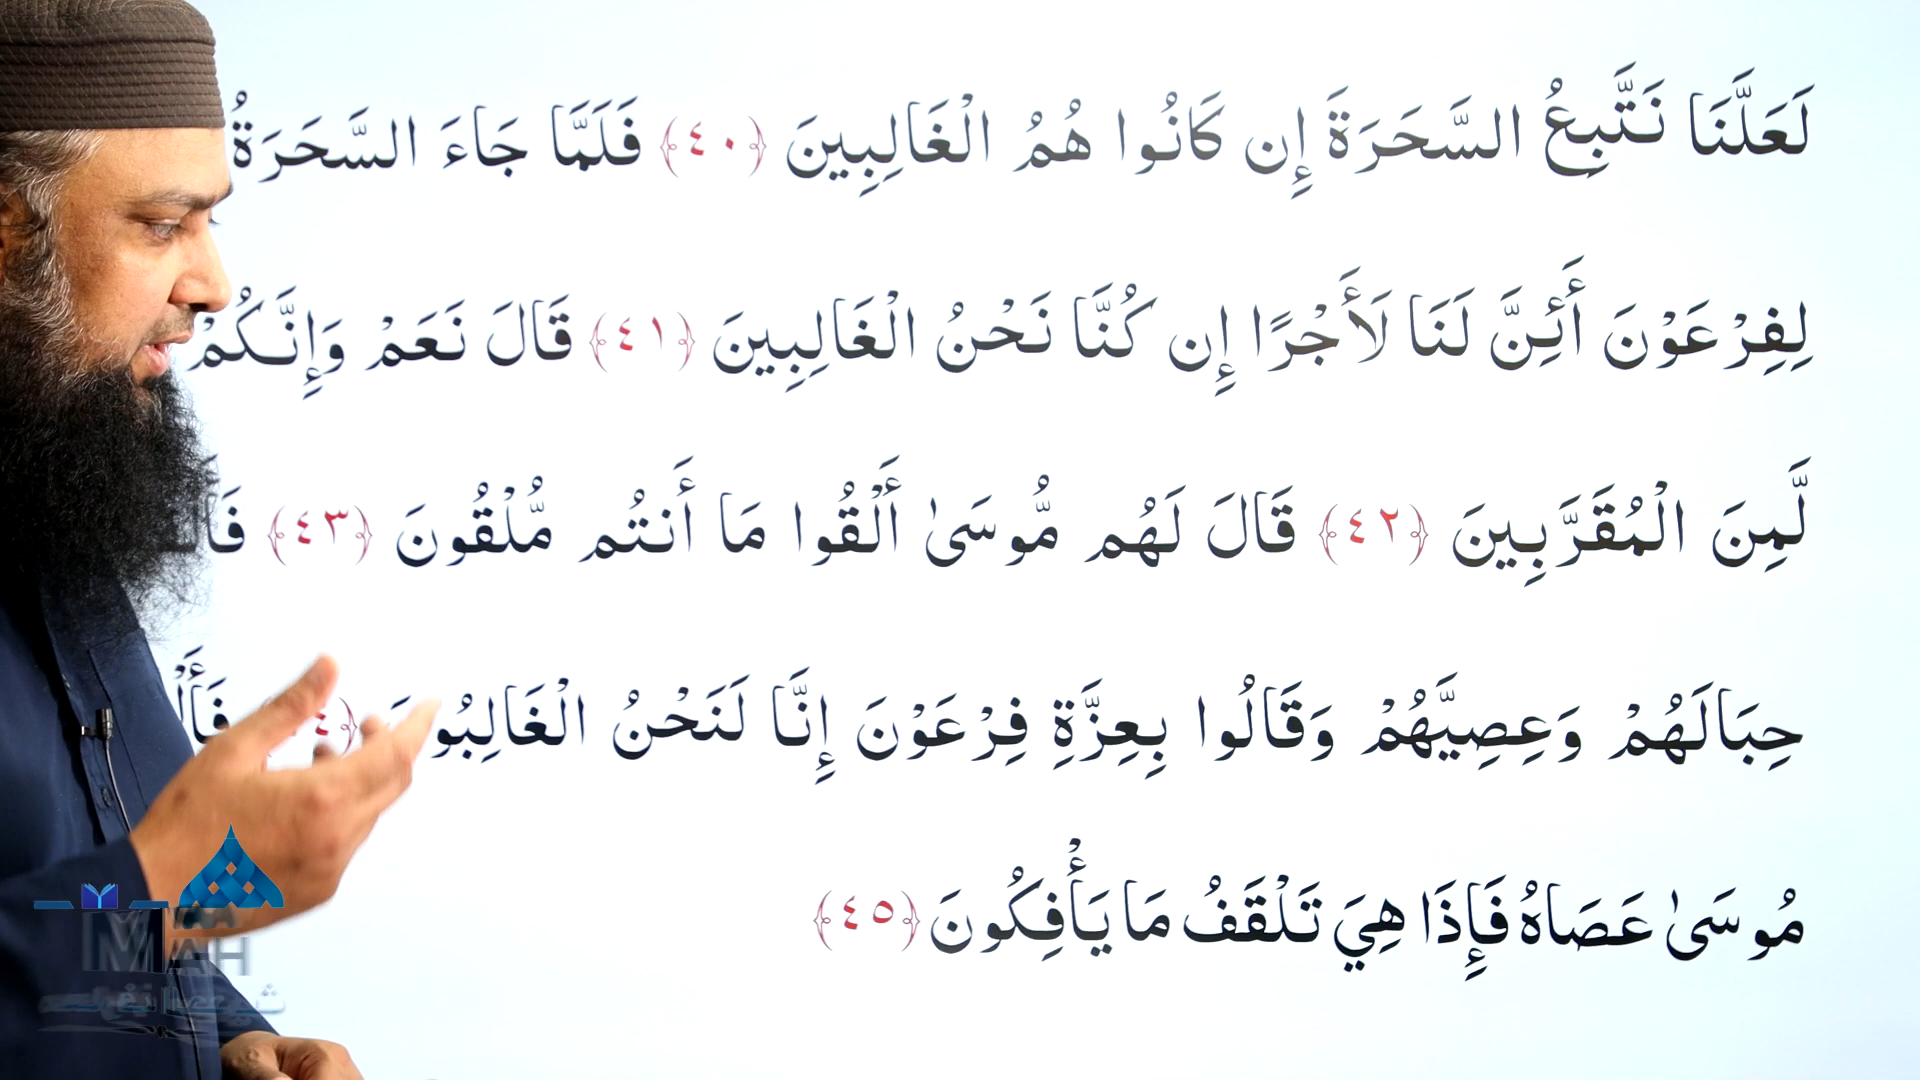 لَعَلَّنَا نَتَّبِعُ السَّحَرَةَ إِن كَانُوا هُمُ الْغَالِبِينَ ﴿٤٠﴾ فَلَمَّا جَاءَ السَّحَرَةُ
لِفِرْعَوْنَ أَئِنَّ لَنَا لَأَجْرًا إِن كُنَّا نَحْنُ الْغَالِبِينَ ﴿٤١﴾ قَالَ نَعَمْ وَإِنَّكُمْ
لَّمِنَ الْمُقَرَّبِينَ ﴿٤٢﴾ قَالَ لَهُم مُّوسَىٰ أَلْقُوا مَا أَنتُم مُّلْقُونَ ﴿٤٣﴾
حِبَالَهُمْ وَعِصِيَّهُمْ وَقَالُوا بِعِزَّةِ فِرْعَوْنَ إِنَّا لَنَحْنُ الْغَالِبُونَ
مُوسَىٰ عَصَاهُ فَإِذَا هِيَ تَلْقَفُ مَا يَأْفِكُونَ ﴿٤٥﴾